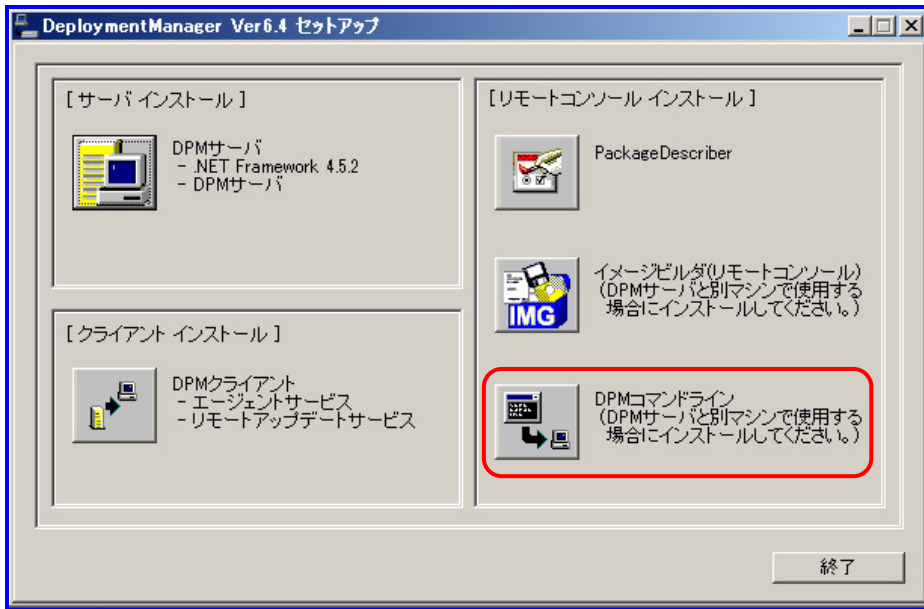 DeploymentManager Ver6.4 セットアップ
[ サーバ インストール ]
DPMサーバ
- .NET Framework 4.5.2
- DPMサーバ
[ クライアント インストール ]
DPMクライアント
- エージェントサービス
- リモートアップデートサービス
[ リモートコンソール インストール ]
PackageDescriber
IMG
イメージビルダ(リモートコンソール)
(DPMサーバと別マシンで使用する
場合にインストールしてください。)
DPMコマンドライン
(DPMサーバと別マシンで使用する
場合にインストールしてください。)
終了